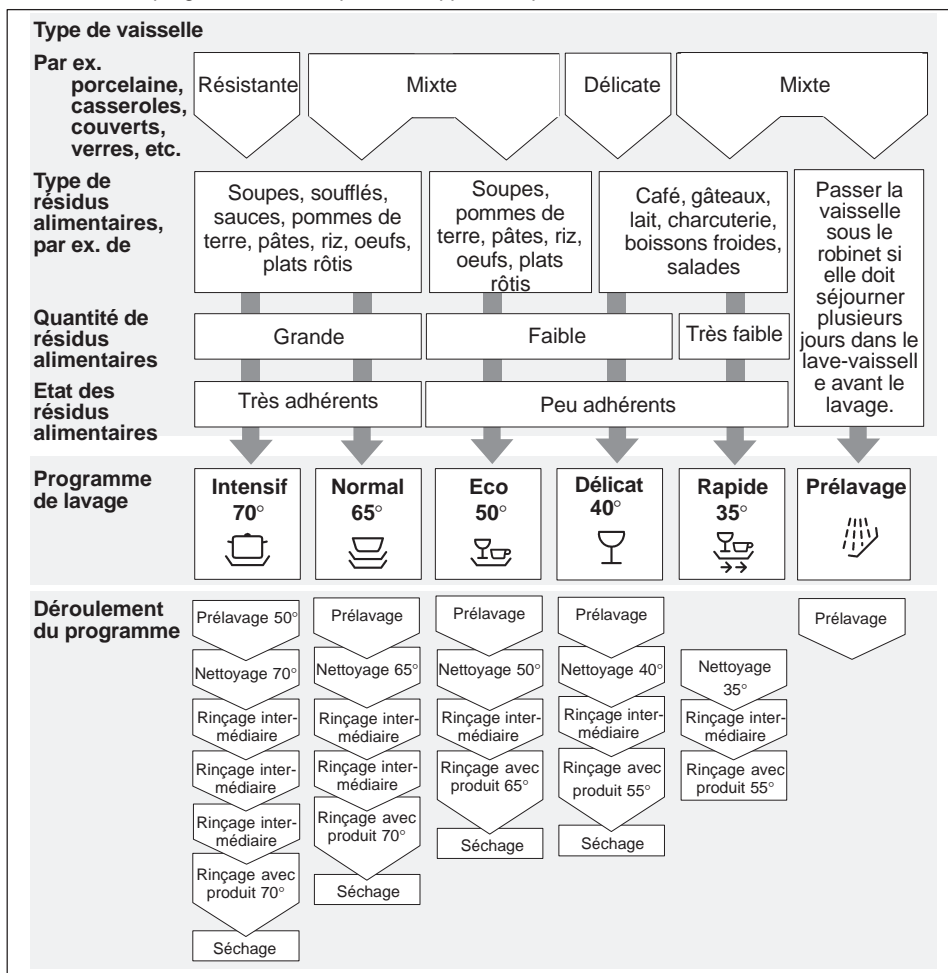 Type de vaisselle
Par ex.
porcelaine,
casseroles,
couverts,
verres, etc.
Résistante
Mixte
Délicate
Mixte
Type de
résidus
alimentaires,
par ex. de
Soupes, soufflés,
sauces, pommes de
terre, pâtes, riz, oeufs,
plats rôtis
Soupes,
pommes de
terre, pâtes, riz,
oeufs, plats
rôtis
Café, gâteaux,
lait, charcuterie,
boissons froides,
salades
Passer la
vaisselle
sous le
robinet si
elle doit
séjourner
plusieurs
jours dans le
lave-vaissell
e avant le
lavage.
Quantité de
résidus
alimentaires
Grande
Faible
Très faible
Etat des
résidus
alimentaires
Très adhérents
Peu adhérents
Programme
de lavage
Intensif
70°
Normal
65°
Eco
50°
Délicat
40°
Rapide
35°
Prélavage
Déroulement
du programme
Prélavage 50°
Nettoyage 70°
Rinçage inter-
médiaire
Rinçage inter-
médiaire
Rinçage inter-
médiaire
Rinçage avec
produit 70°
Séchage
Prélavage
Nettoyage 65°
Rinçage inter-
médiaire
Rinçage inter-
médiaire
Rinçage avec
produit 70°
Séchage
Prélavage
Nettoyage 50°
Rinçage inter-
médiaire
Rinçage avec
produit 65°
Séchage
Prélavage
Nettoyage 40°
Rinçage inter-
médiaire
Rinçage avec
produit 55°
Séchage
Nettoyage
35°
Rinçage inter-
médiaire
Rinçage avec
produit 55°
Prélavage